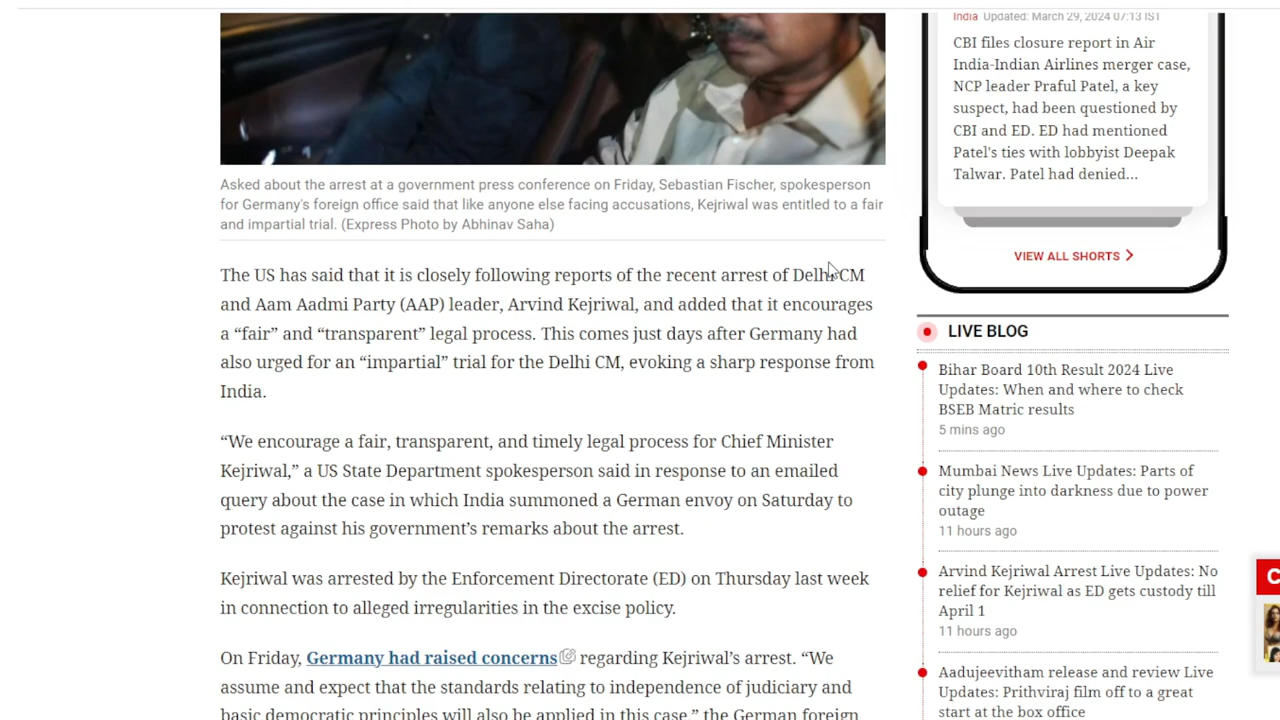 Asked about the arrest at a government press conference on Friday, Sebastian Fischer, spokesperson
for Germany's foreign office said that like anyone else facing accusations, Kejriwal was entitled to a fair
and impartial trial. (Express Photo by Abhinav Saha)
The US has said that it is closely following reports of the recent arrest of Delhi CM
and Aam Aadmi Party (AAP) leader, Arvind Kejriwal, and added that it encourages
a “fair” and “transparent” legal process. This comes just days after Germany had
also urged for an “impartial” trial for the Delhi CM, evoking a sharp response from
India.
“We encourage a fair, transparent, and timely legal process for Chief Minister
Kejriwal,” a US State Department spokesperson said in response to an emailed
query about the case in which India summoned a German envoy on Saturday to
protest against his government’s remarks about the arrest.
Kejriwal was arrested by the Enforcement Directorate (ED) on Thursday last week
in connection to alleged irregularities in the excise policy.
On Friday, Germany had raised concerns regarding Kejriwal’s arrest. “We
assume and expect that the standards relating to independence of judiciary and
basic democratic principles will also be applied in this case,” the German foreign
India Updated: March 29, 2024 07:13 IST
CBI files closure report in Air
India-Indian Airlines merger case,
NCP leader Praful Patel, a key
suspect, had been questioned by
CBI and ED. ED had mentioned
Patel's ties with lobbyist Deepak
Talwar. Patel had denied...
VIEW ALL SHORTS
LIVE BLOG
Bihar Board 10th Result 2024 Live
Updates: When and where to check
BSEB Matric results
5 mins ago
Mumbai News Live Updates: Parts of
city plunge into darkness due to power
outage
11 hours ago
Arvind Kejriwal Arrest Live Updates: No
relief for Kejriwal as ED gets custody till
April 1
11 hours ago
Aadujeevitham release and review Live
Updates: Prithviraj film off to a great
start at the box office
C